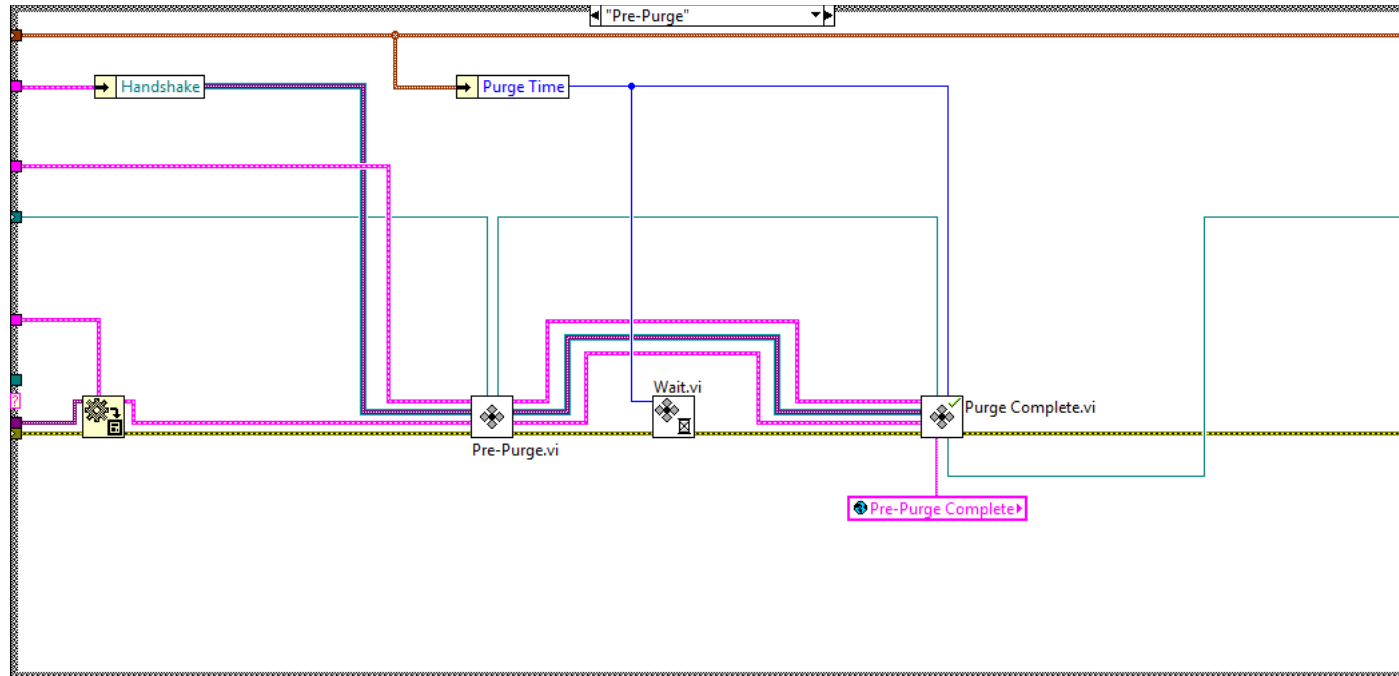 "Pre-Purge"
Handshake
Purge Time
?
Wait.vi
Purge Complete.vi
Pre-Purge.vi
Pre-Purge Complete